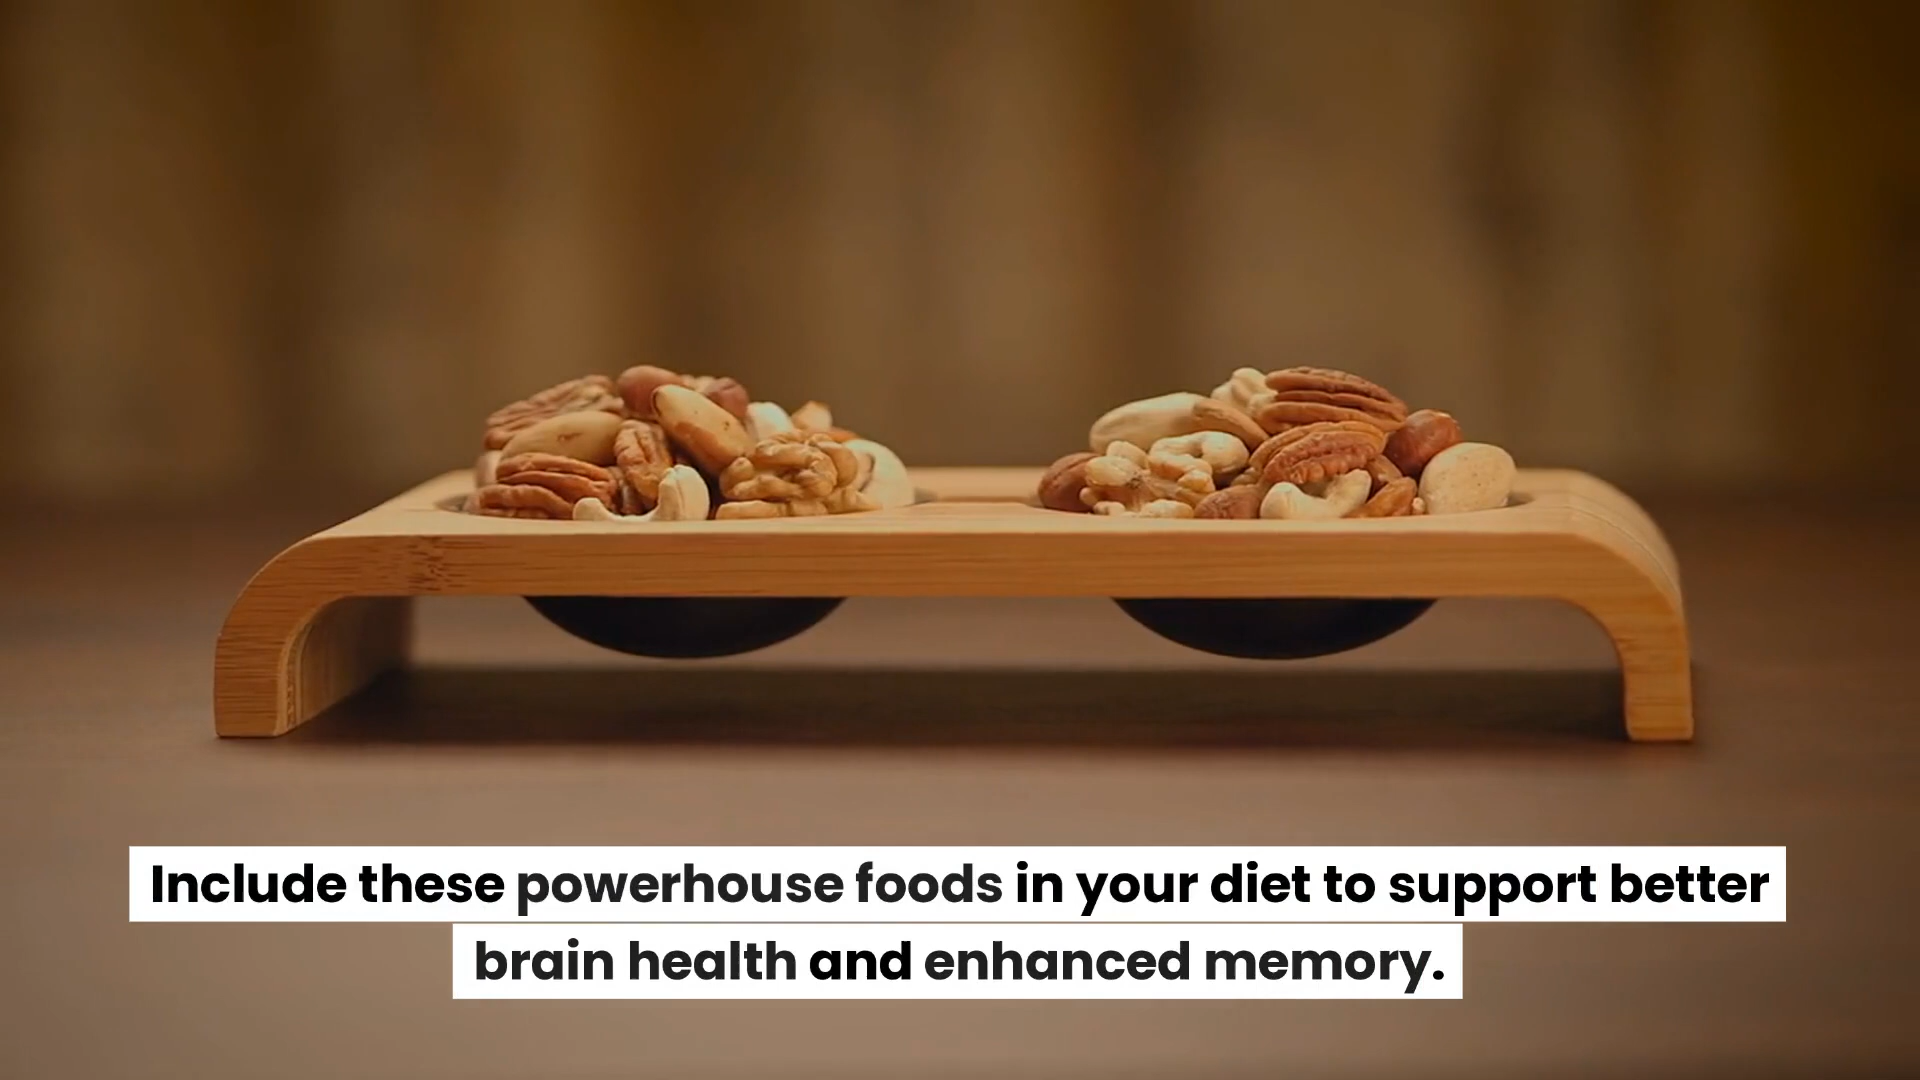 Include these powerhouse foods in your diet to support better
brain health and enhanced memory.